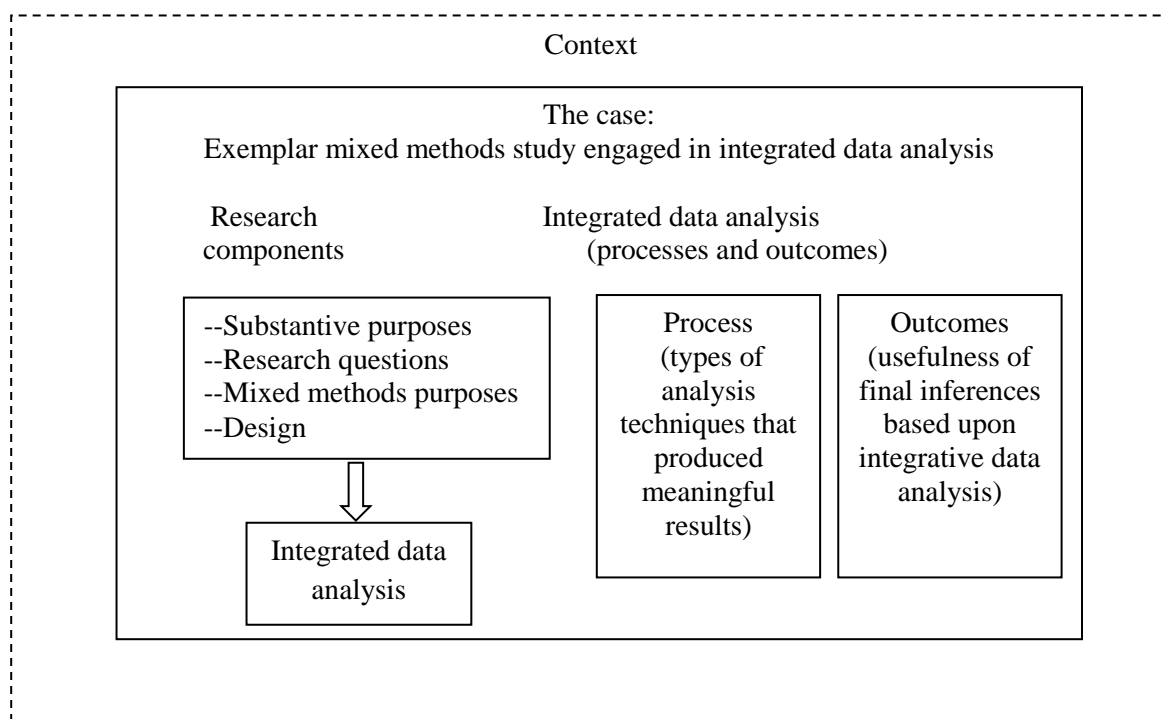 Context
The case:
Exemplar mixed methods study engaged in integrated data analysis
Research
components
Integrated data analysis
(processes and outcomes)
--Substantive purposes
--Research questions
--Mixed methods purposes
--Design
Integrated data
analysis
Process
(types of
analysis
techniques that
produced
meaningful
results)
Outcomes
(usefulness of
final inferences
based upon
integrative data
analysis)